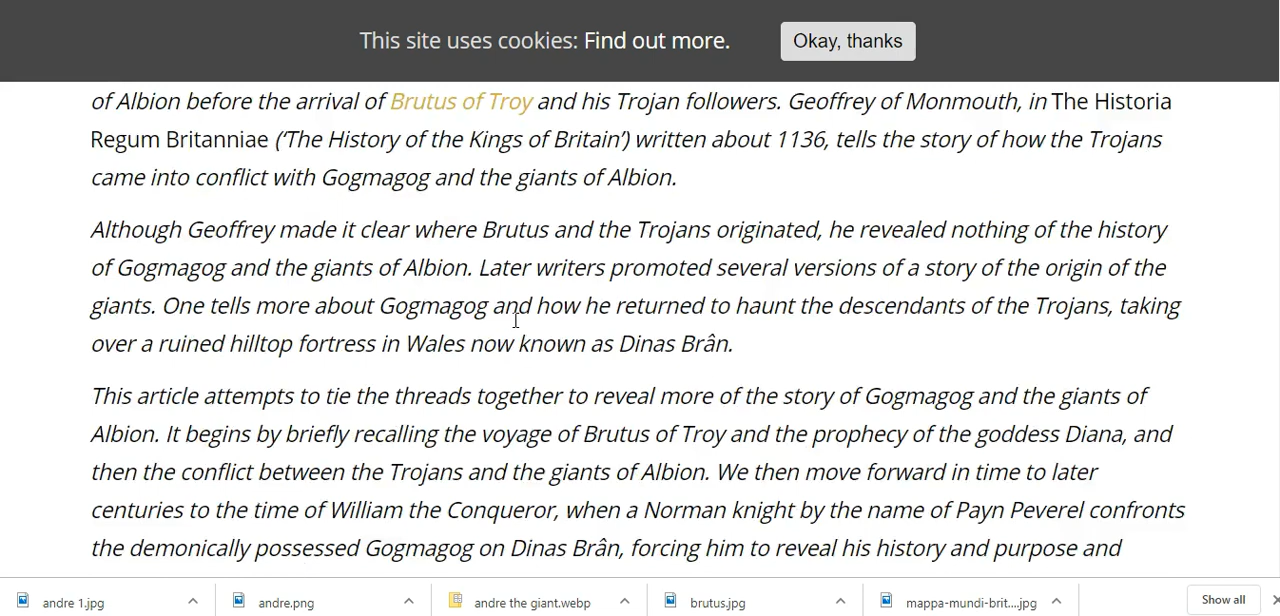 This site uses cookies: Find out more.
Okay, thanks
of Albion before the arrival of Brutus of Troy and his Trojan followers. Geoffrey of Monmouth, in The Historia
Regum Britanniae (‘The History of the Kings of Britain’) written about 1136, tells the story of how the Trojans
came into conflict with Gogmagog and the giants of Albion.
Although Geoffrey made it clear where Brutus and the Trojans originated, he revealed nothing of the history
of Gogmagog and the giants of Albion. Later writers promoted several versions of a story of the origin of the
giants. One tells more about Gogmagog and how he returned to haunt the descendants of the Trojans, taking
over a ruined hilltop fortress in Wales now known as Dinas Brân.
This article attempts to tie the threads together to reveal more of the story of Gogmagog and the giants of
Albion. It begins by briefly recalling the voyage of Brutus of Troy and the prophecy of the goddess Diana, and
then the conflict between the Trojans and the giants of Albion. We then move forward in time to later
centuries to the time of William the Conqueror, when a Norman knight by the name of Payn Peverel confronts
the demonically possessed Gogmagog on Dinas Brân, forcing him to reveal his history and purpose and
andre 1.jpg
andre.png
andre the giant.webp
brutus.jpg
mappa-mundi-brit....jpg
Show all